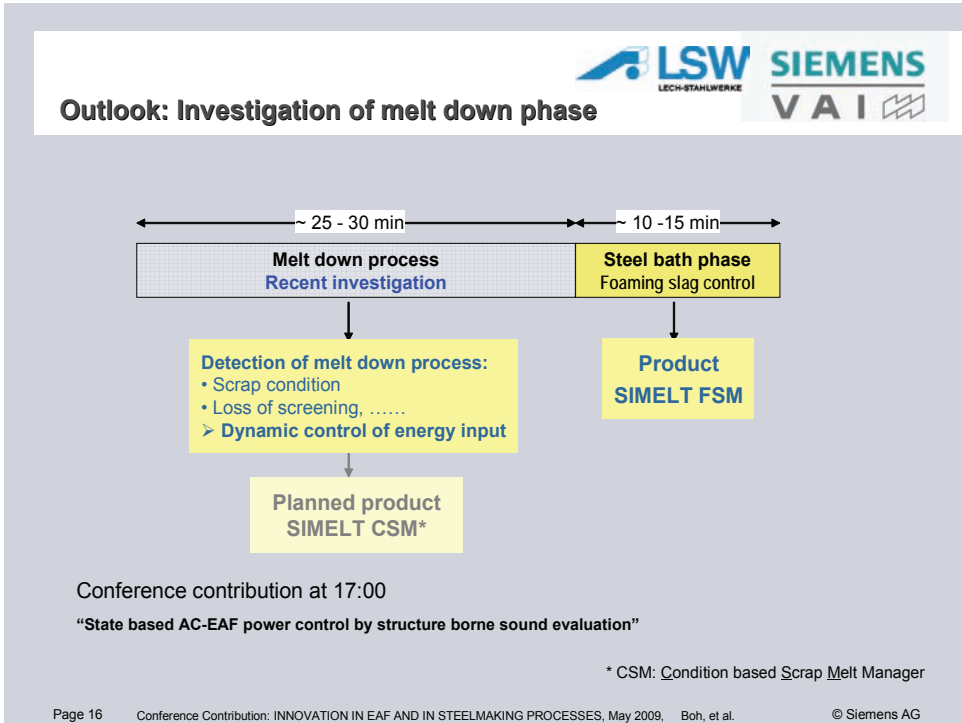 LSW
LECH-STAHLWERKE
SIEMENS
VAI
Outlook: Investigation of melt down phase
~ 25 - 30 min
~ 10 -15 min
Melt down process
Recent investigation
Steel bath phase
Foaming slag control
Detection of melt down process:
• Scrap condition
• Loss of screening, ……
➢ Dynamic control of energy input
Product
SIMELT FSM
Planned product
SIMELT CSM*
Conference contribution at 17:00
“State based AC-EAF power control by structure borne sound evaluation”
* CSM: Condition based Scrap Melt Manager
Page 16 Conference Contribution: INNOVATION IN EAF AND IN STEELMAKING PROCESSES, May 2009, Boh, et al. © Siemens AG